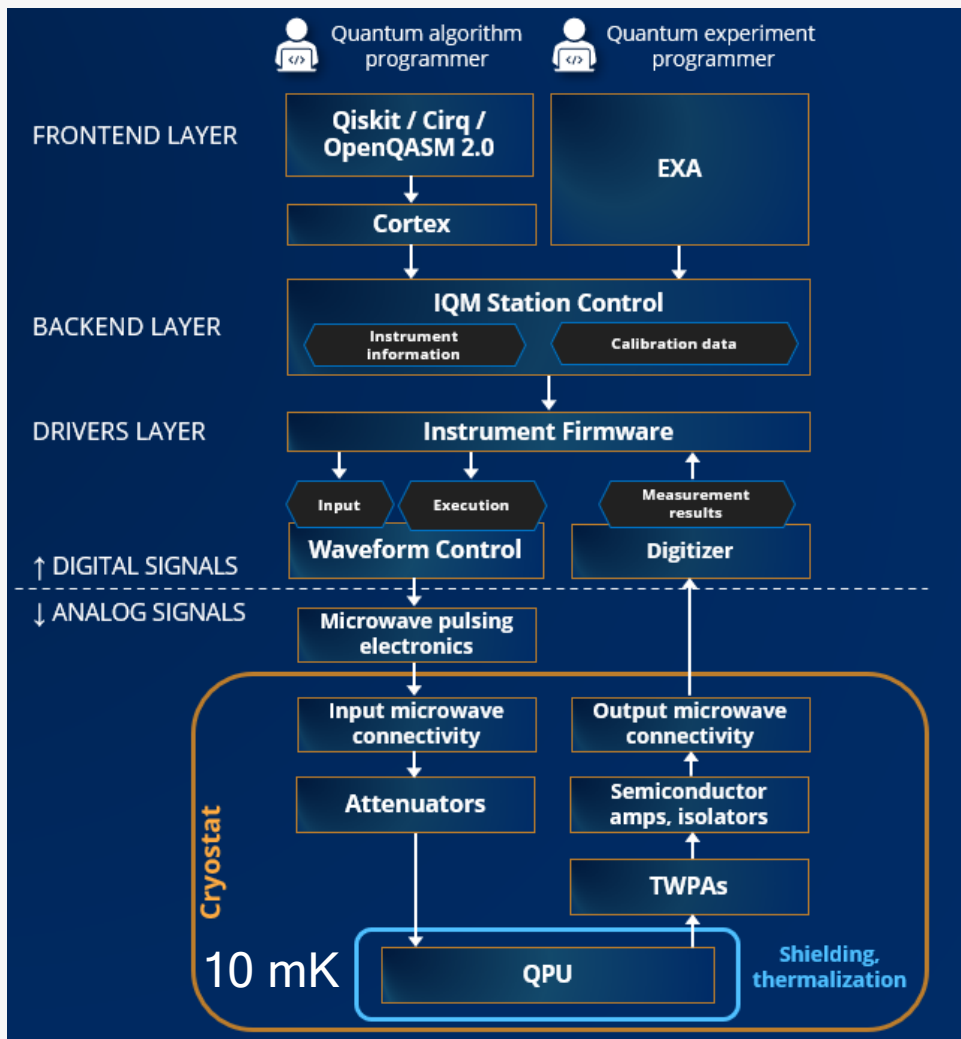 Quantum algorithm
programmer
Quantum experiment
programmer
FRONTEND LAYER
Qiskit / Cirq /
OpenQASM 2.0
EXA
Cortex
BACKEND LAYER
IQM Station Control
Instrument
information
Calibration data
DRIVERS LAYER
Instrument Firmware
Input
Execution
Measurement
results
Waveform Control
Digitizer
↑ DIGITAL SIGNALS
↓ ANALOG SIGNALS
Microwave pulsing
electronics
Cryostat
Input microwave
connectivity
Output microwave
connectivity
Attenuators
Semiconductor
amps, isolators
TWPAs
10 mK
QPU
Shielding,
thermalization